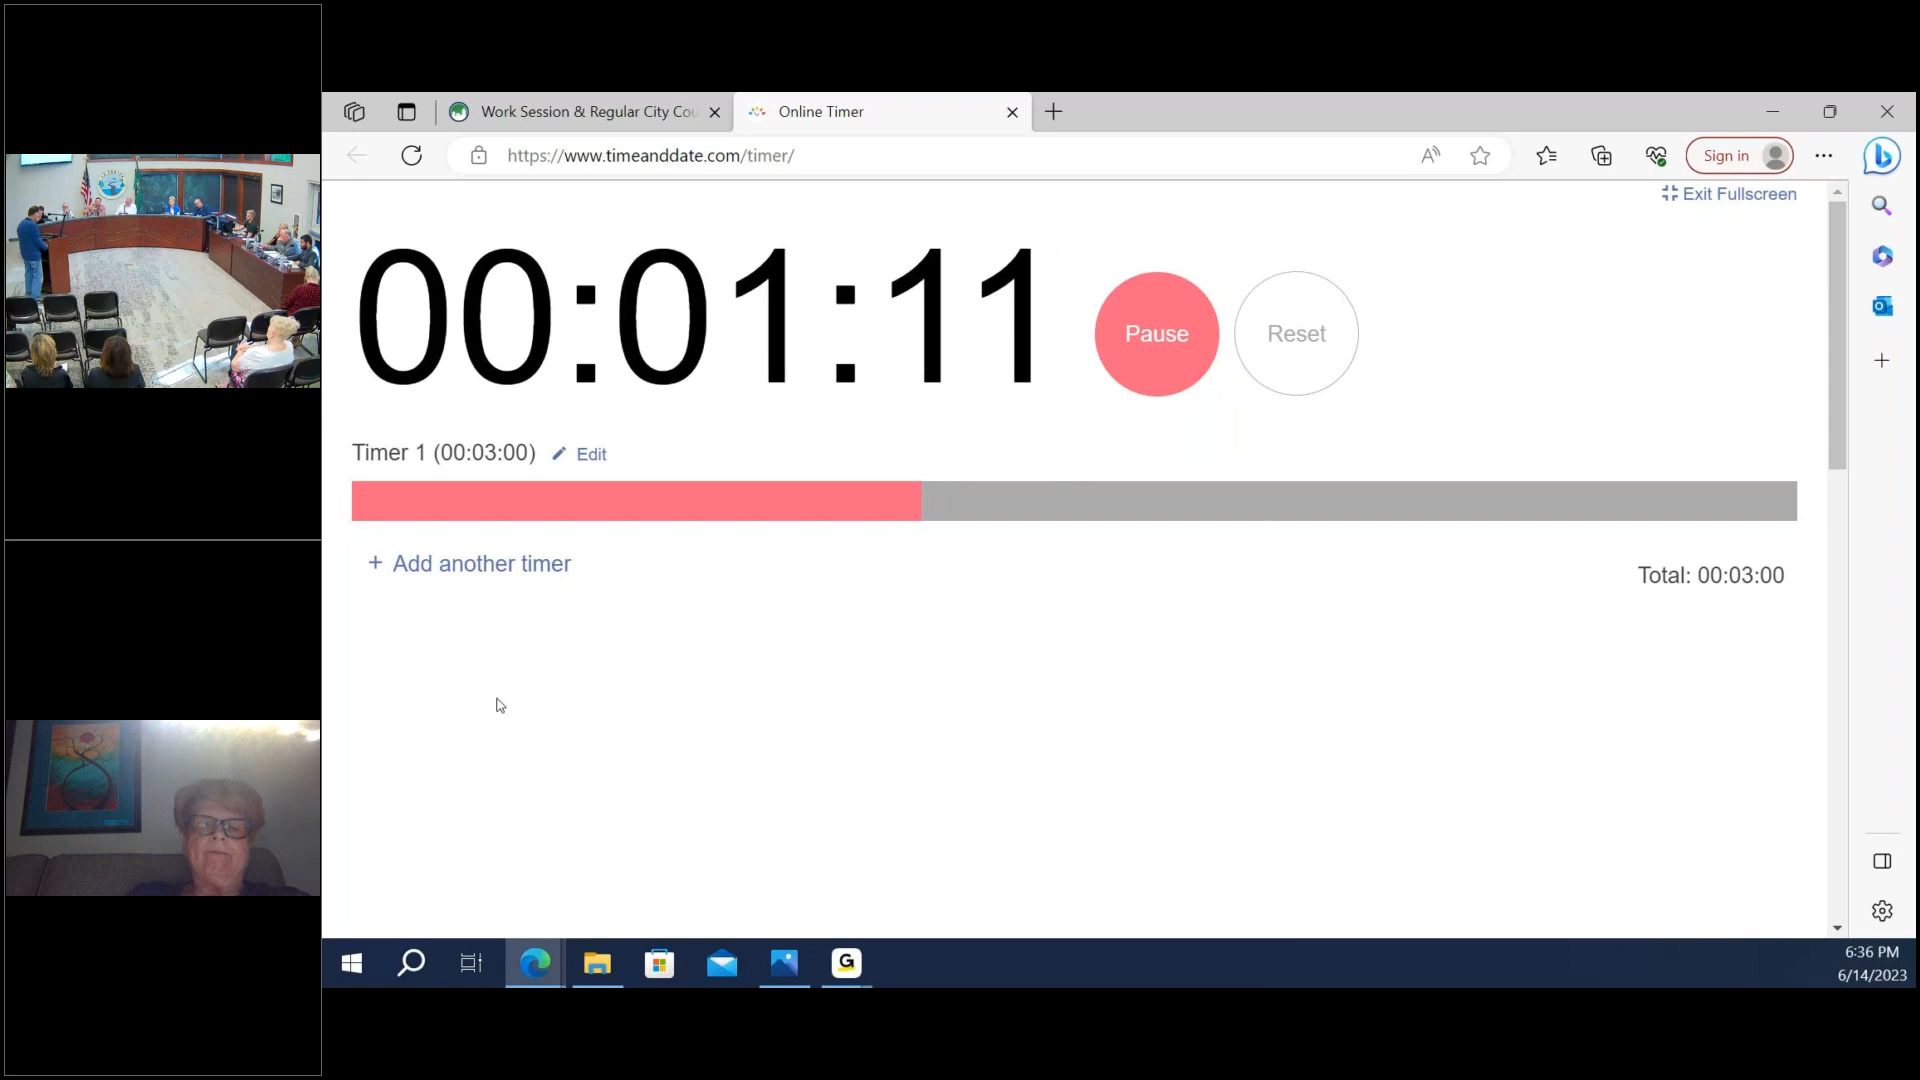 Work Session & Regular City Cou
Online Timer
https://www.timeanddate.com/timer/
Sign in
Exit Fullscreen
00:01:11
Pause
Reset
Timer 1 (00:03:00)
Edit
+ Add another timer
Total: 00:03:00
6:36 PM
6/14/2023